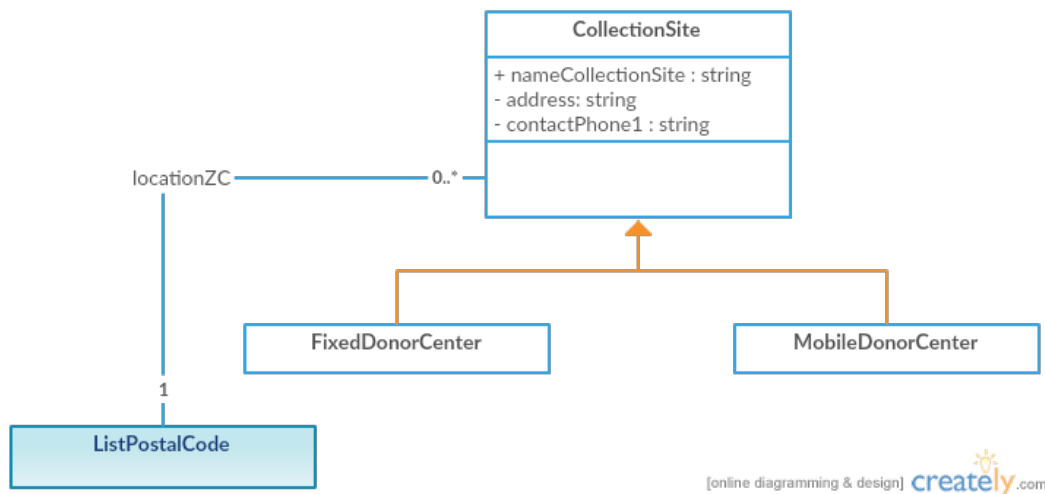 CollectionSite
+ nameCollectionSite : string
- address: string
- contactPhone1 : string
locationZC
0..*
FixedDonorCenter
MobileDonorCenter
1
ListPostalCode
[online diagramming & design] creately.com